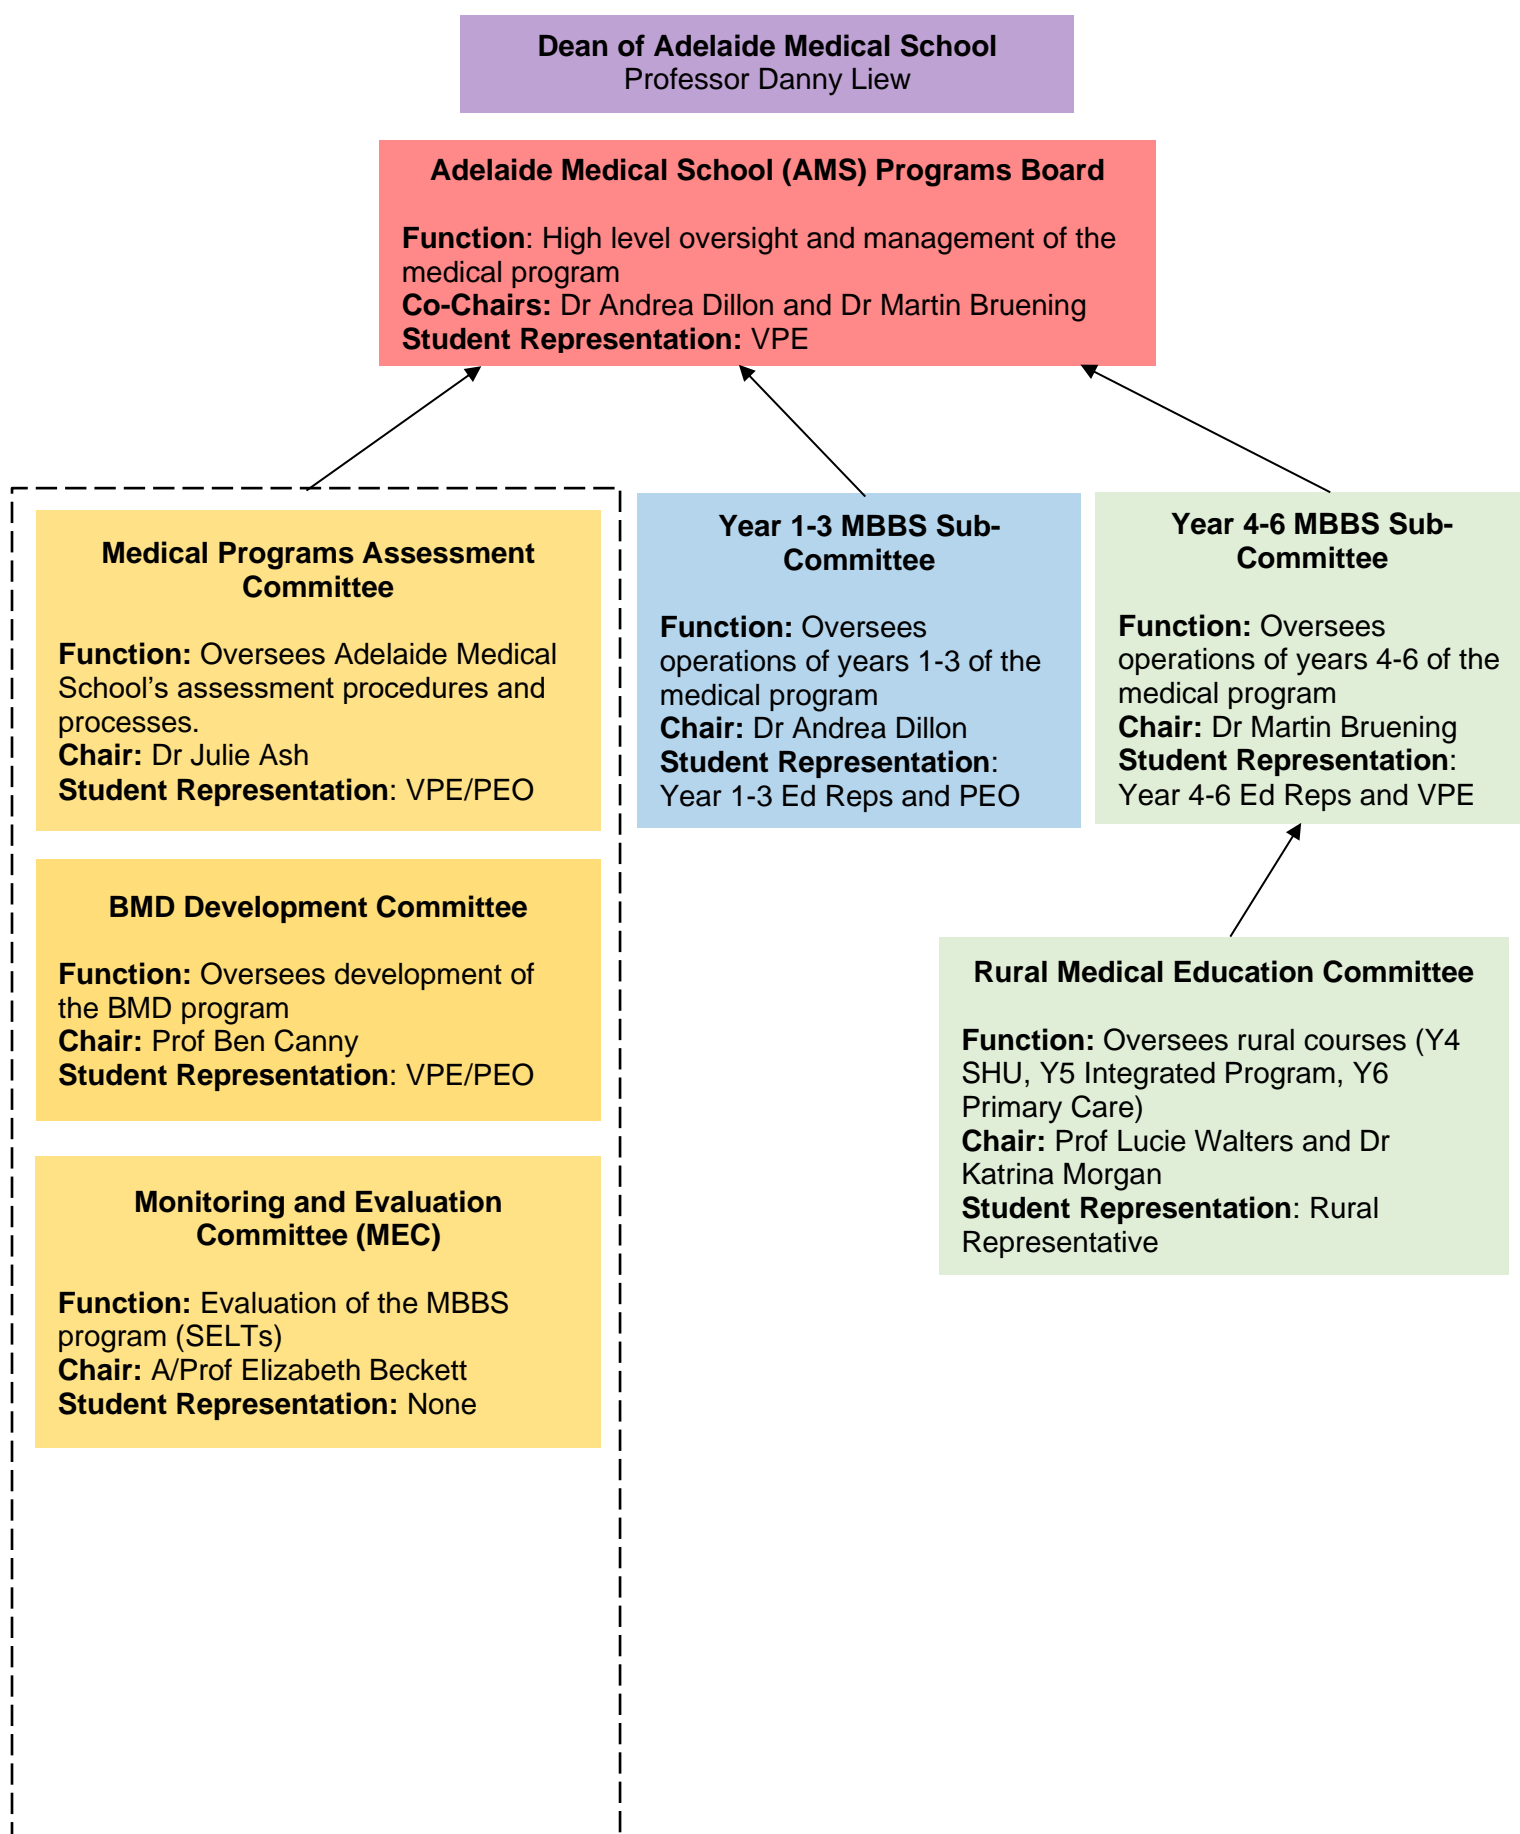 Dean of Adelaide Medical School
Professor Danny Liew
Adelaide Medical School (AMS) Programs Board
Function: High level oversight and management of the
medical program
Co-Chairs: Dr Andrea Dillon and Dr Martin Bruening
Student Representation: VPE
Medical Programs Assessment
Committee
Function: Oversees Adelaide Medical
School’s assessment procedures and
processes.
Chair: Dr Julie Ash
Student Representation: VPE/PEO
BMD Development Committee
Function: Oversees development of
the BMD program
Chair: Prof Ben Canny
Student Representation: VPE/PEO
Monitoring and Evaluation
Committee (MEC)
Function: Evaluation of the MBBS
program (SELTs)
Chair: A/Prof Elizabeth Beckett
Student Representation: None
Year 1-3 MBBS Sub-
Committee
Function: Oversees
operations of years 1-3 of the
medical program
Chair: Dr Andrea Dillon
Student Representation:
Year 1-3 Ed Reps and PEO
Year 4-6 MBBS Sub-
Committee
Function: Oversees
operations of years 4-6 of the
medical program
Chair: Dr Martin Bruening
Student Representation:
Year 4-6 Ed Reps and VPE
Rural Medical Education Committee
Function: Oversees rural courses (Y4
SHU, Y5 Integrated Program, Y6
Primary Care)
Chair: Prof Lucie Walters and Dr
Katrina Morgan
Student Representation: Rural
Representative